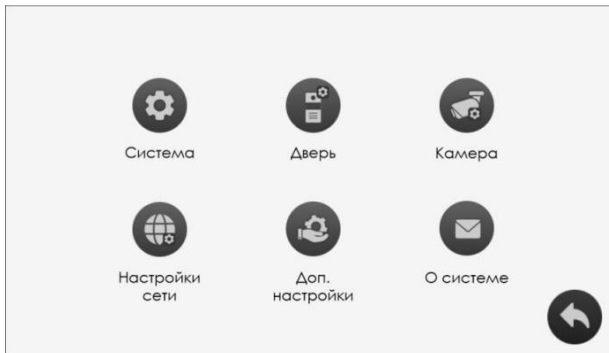 Система
Дверь
Камера
Настройки
сети
Доп.
настройки
О системе